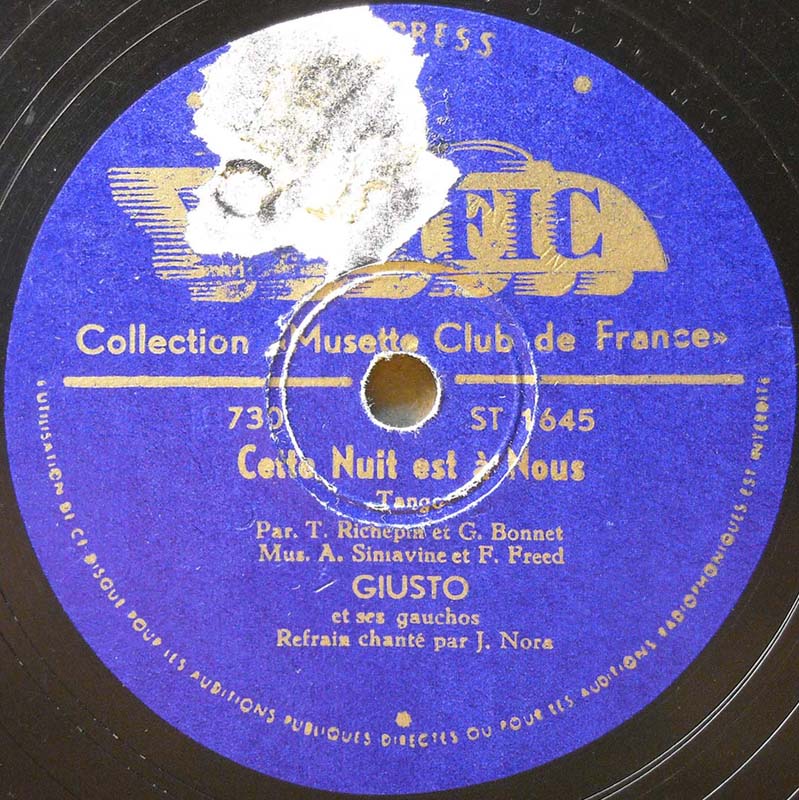 Collection «Musette Club de France»
730 ST 1645
Cette Nuit est à Nous
Tango
Par. T. Richepin et G. Bonnet
Mus. A. Siniavine et F. Freed
GIUSTO
et ses gauchos
Refrain chanté par J. Nora
L'UTILISATION DE CE DISQUE POUR LES AUDITIONS PUBLIQUES DIRECTES OU POUR LES AUDITIONS RADIOPHONIQUES EST INTERDITE